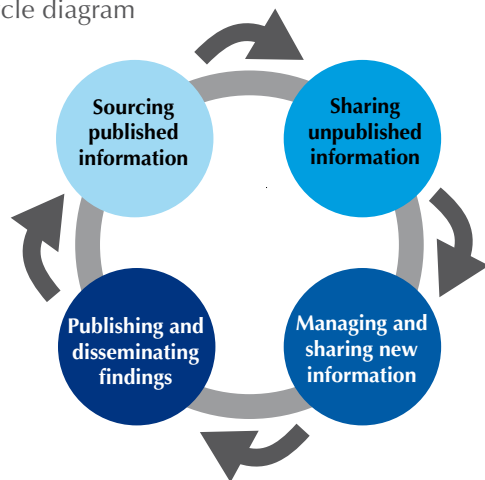 cle diagram
Sourcing
published
information
Sharing
unpublished
information
Managing and
sharing new
information
Publishing and
disseminating
findings